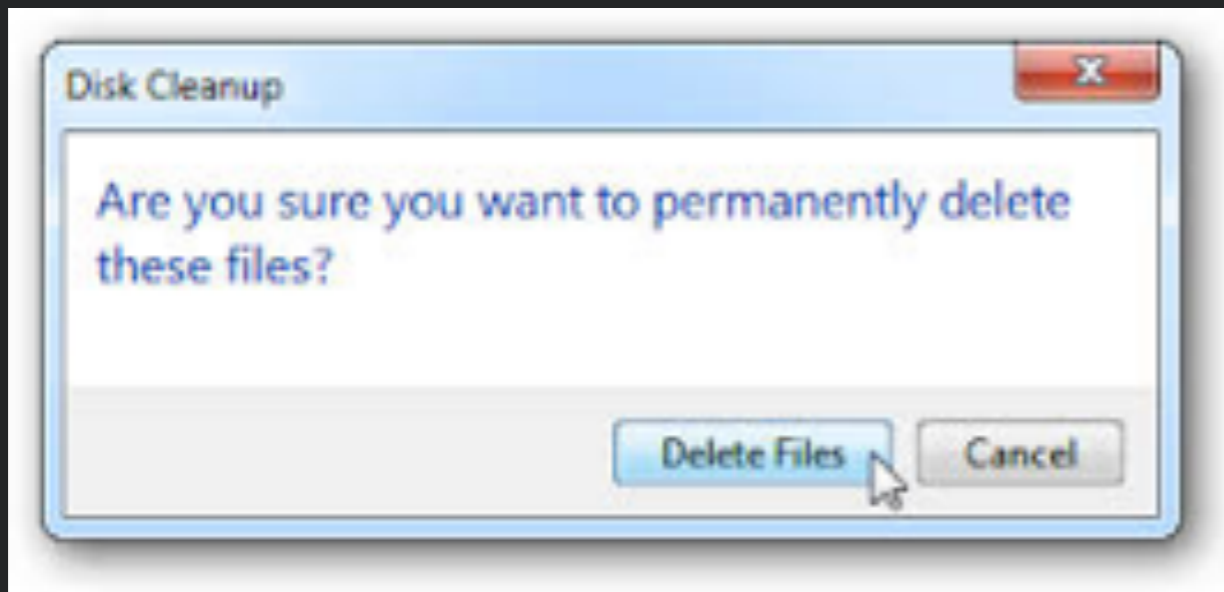 Disk Cleanup
Are you sure you want to permanently delete
these files?
Delete Files
Cancel